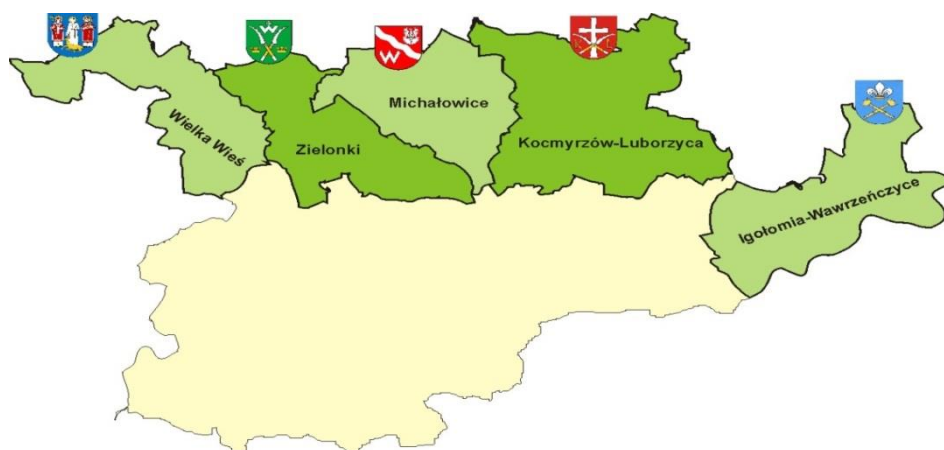 Wielka Wieś
Zielonki
Michałowice
Kocmyrzów-Luborzyca
Igołomia-Wawrzeńczyce
W